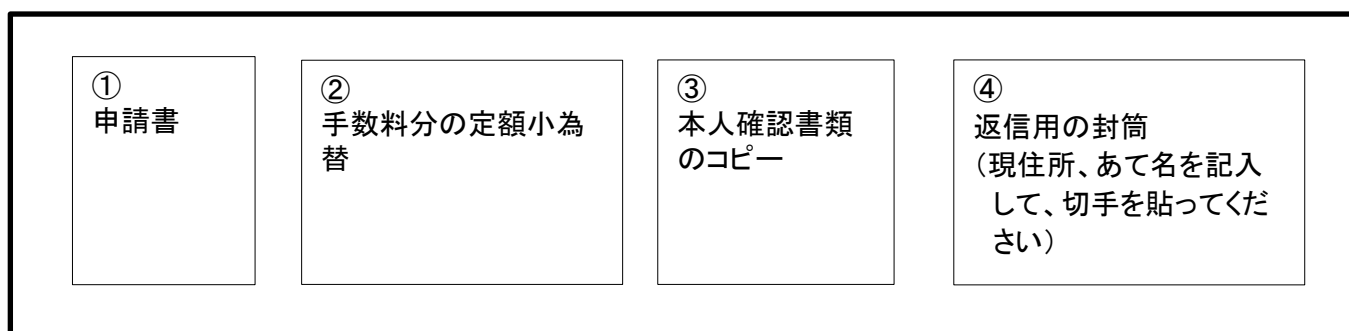 ①
申請書
②
手数料分の定額小為
替
③
本人確認書類
のコピー
④
返信用の封筒
（現住所、あて名を記入
して、切手を貼ってくだ
さい）